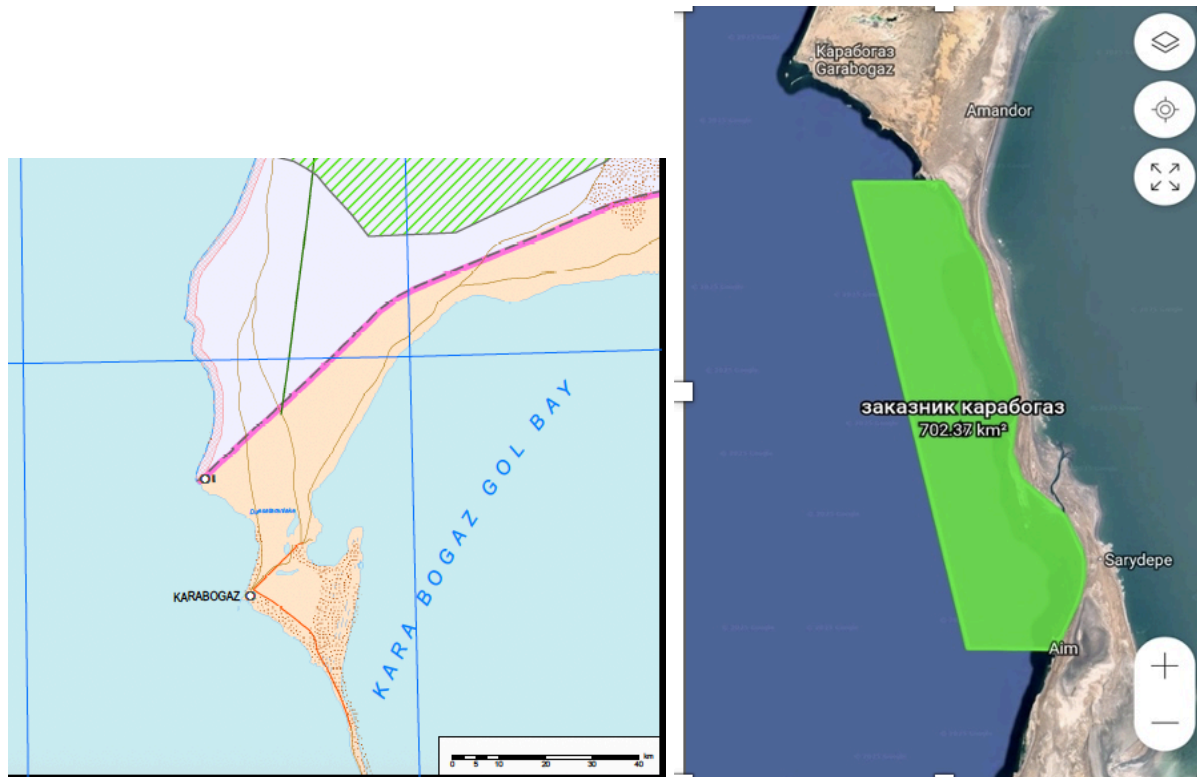 KARABOGAZ
KARA BOGAZ GOL BAY
0 5 10 20 30 40
km
Карабогаз
Garabogaz
Amandor
заказник карабогаз
702.37 km²
Sarydepe
Aim